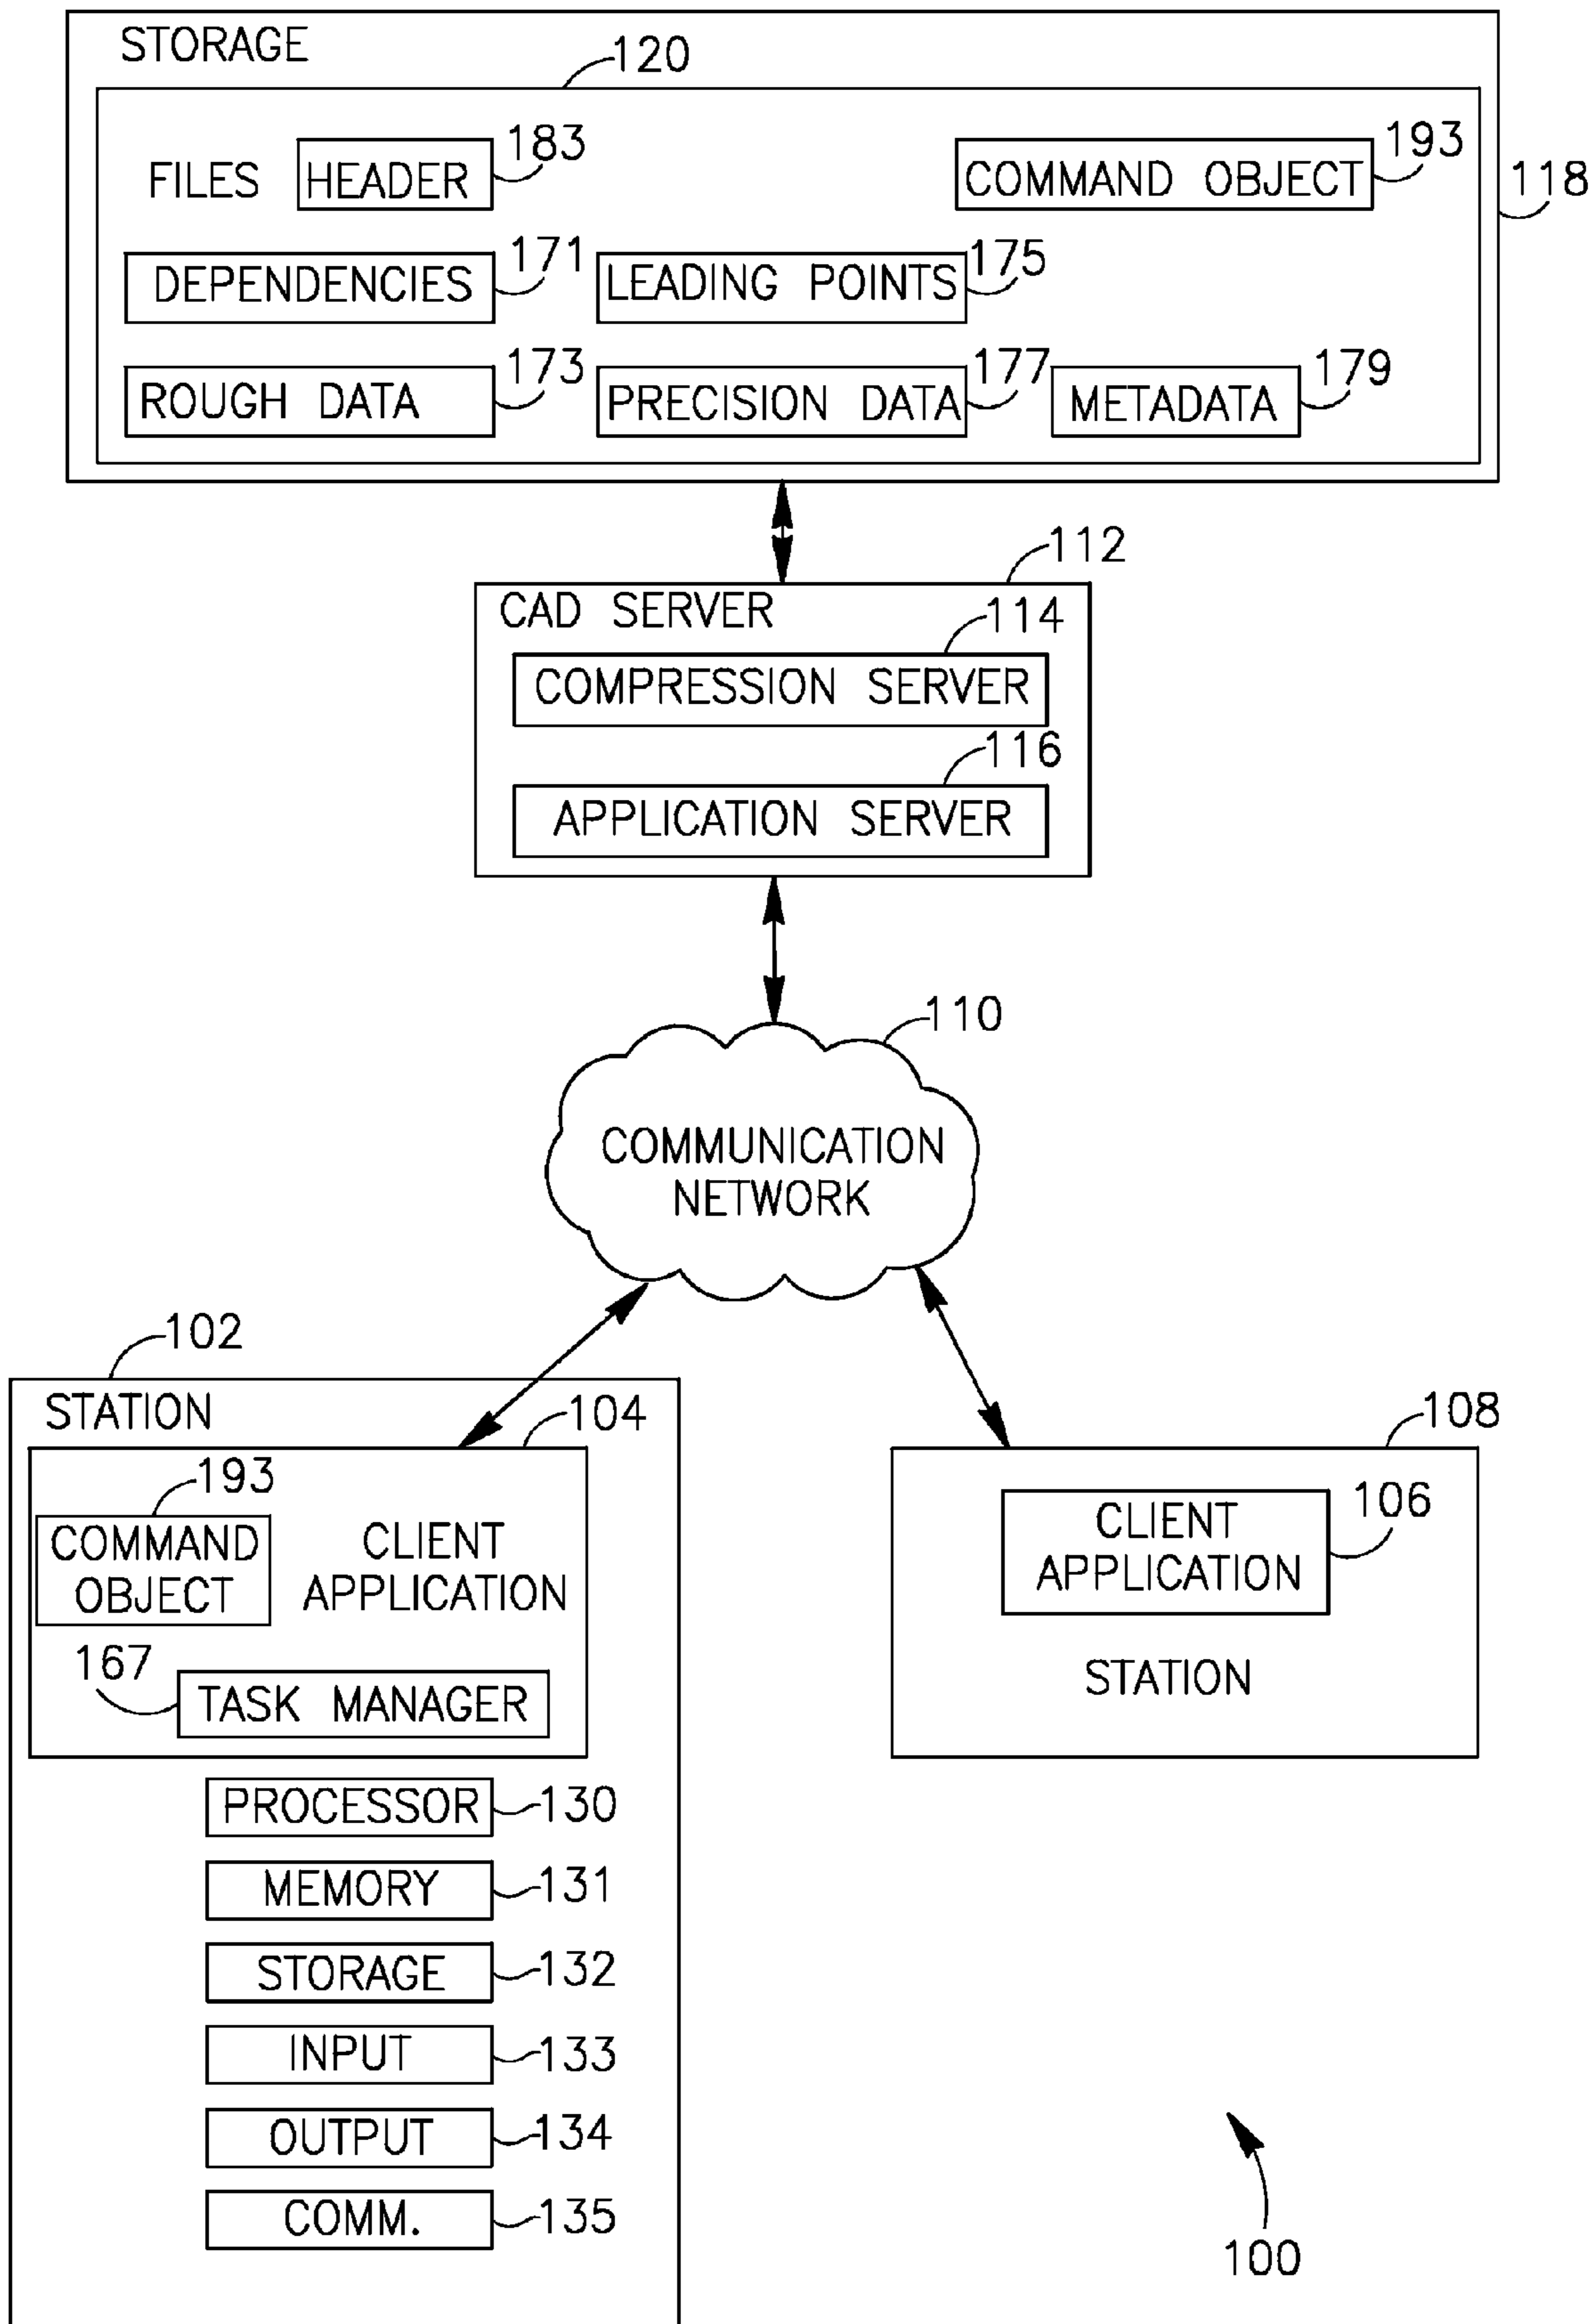 STORAGE
120
FILES HEADER 183 COMMAND OBJECT 193
118
DEPENDENCIES 171 LEADING POINTS 175
ROUGH DATA 173 PRECISION DATA 177 METADATA 179
112
CAD SERVER
114
COMPRESSION SERVER
116
APPLICATION SERVER
110
COMMUNICATION
NETWORK
102
STATION
104
193
COMMAND
OBJECT
CLIENT
APPLICATION
167
TASK MANAGER
PROCESSOR 130
MEMORY 131
STORAGE 132
INPUT 133
OUTPUT 134
COMM. 135
108
CLIENT
APPLICATION
106
STATION
100